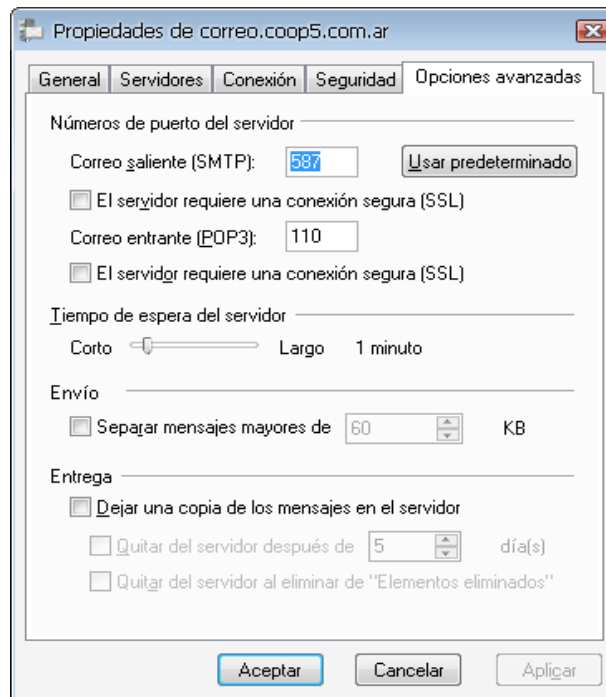 Propiedades de correo.coop5.com.ar
General Servidores Conexión Seguridad Opciones avanzadas
Números de puerto del servidor
Correo saliente (SMTP): 587 Usar predeterminado
El servidor requiere una conexión segura (SSL)
Correo entrante (POP3): 110
El servidor requiere una conexión segura (SSL)
Tiempo de espera del servidor
Corto Largo 1 minuto
Envío
Separar mensajes mayores de 60 KB
Entrega
Dejar una copia de los mensajes en el servidor
Quitar del servidor después de 5 día(s)
Quitar del servidor al eliminar de "Elementos eliminados"
Aceptar Cancelar Aplicar